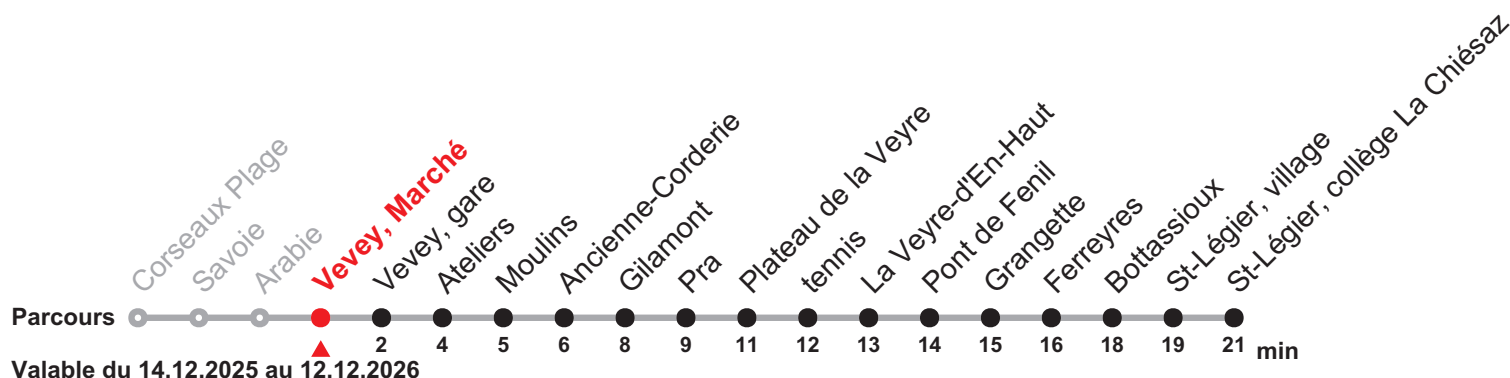 Corseaux Plage
Savoie
Arabie
Vevey, Marché
Vevey, gare
Ateliers
Moulins
Ancienne-Corderie
Gilamont
Pra
Plateau de la Veyre
tennis
La Veyre-d'En-Haut
Pont de Fenil
Grangette
Ferreyres
Bottassioux
St-Légier, village
St-Légier, collège La Chiésaz
Parcours
2 4 5 6 8 9 11 12 13 14 15 16 18 19 21 min
Valable du 14.12.2025 au 12.12.2026